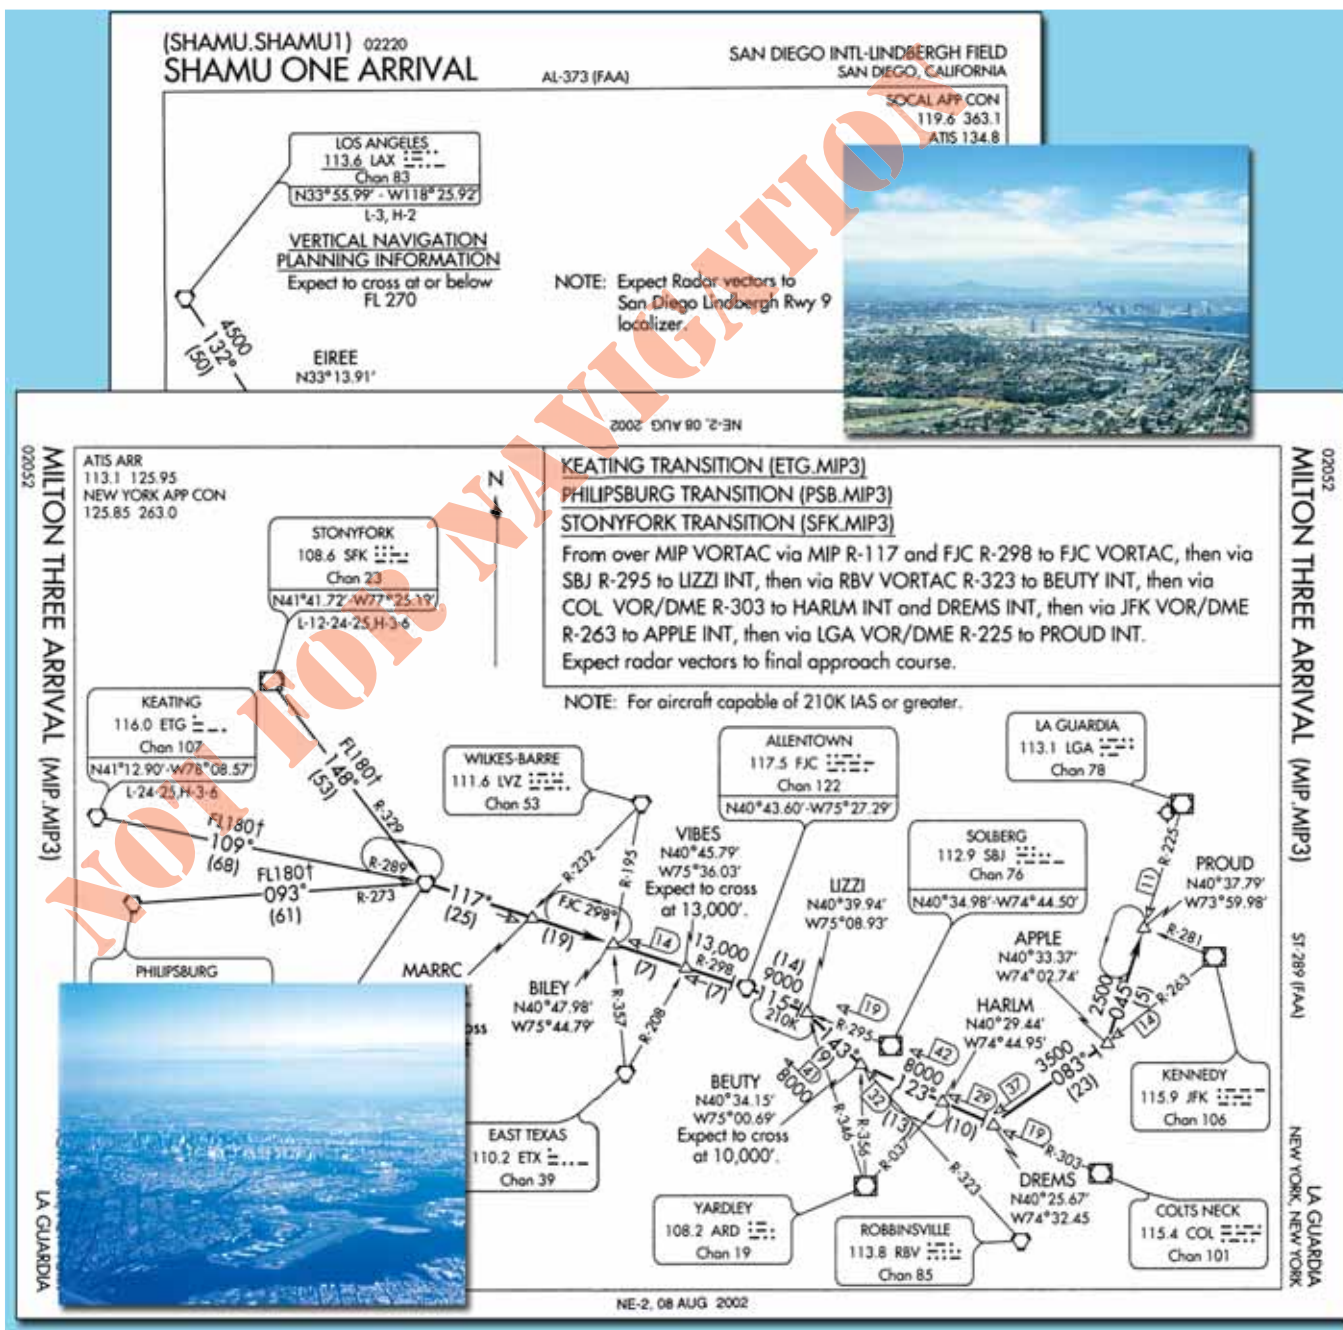 (SHAMU.SHAMU1) 02220
SHAMU ONE ARRIVAL
AL-373 (FAA)
SAN DIEGO INTL-LINDBERGH FIELD
SAN DIEGO, CALIFORNIA
SOCAL APP CON
119.6 363.1
ATIS 134.8
LOS ANGELES
113.6 LAX
Chan 83
N33°55.99' - W118°25.92'
L-3, H-2
VERTICAL NAVIGATION
PLANNING INFORMATION
Expect to cross at or below
FL 270
NOTE: Expect Radar vectors to
San Diego Lindbergh Rwy 9
localizer.
4500
132°
(50)
EIREE
N33°13.91'
NOT FOR NAVIGATION
NE-2, 08 AUG 2002
02052
MILTON THREE ARRIVAL (MIP.MIP3)
LA GUARDIA
ATIS ARR
113.1 125.95
NEW YORK APP CON
125.85 263.0
N
KEATING TRANSITION (ETG.MIP3)
PHILIPSBURG TRANSITION (PSB.MIP3)
STONYFORK TRANSITION (SFK.MIP3)
From over MIP VORTAC via MIP R-117 and FJC R-298 to FJC VORTAC, then via
SBJ R-295 to LIZZI INT, then via RBV VORTAC R-323 to BEUTY INT, then via
COL VOR/DME R-303 to HARLM INT and DREMS INT, then via JFK VOR/DME
R-263 to APPLE INT, then via LGA VOR/DME R-225 to PROUD INT.
Expect radar vectors to final approach course.
NOTE: For aircraft capable of 210K IAS or greater.
STONYFORK
108.6 SFK
Chan 23
N41°41.72'-W77°25.19'
L-12-24-25,H-3-6
KEATING
116.0 ETG
Chan 107
N41°12.90'-W78°08.57'
L-24-25,H-3-6
FL180†
148°
(53)
R-329
FL180†
109°
(68)
R-289
FL180†
093°
(61)
R-273
PHILIPSBURG
117°
(25)
WILKES-BARRE
111.6 LVZ
Chan 53
R-232
R-195
MARRC
oss
(19)
FJC 298°
BILEY
N40°47.98'
W75°44.79'
14
(7)
R-357
R-208
VIBES
N40°45.79'
W75°36.03'
Expect to cross
at 13,000'.
13,000
R-298
(7)
EAST TEXAS
110.2 ETX
Chan 39
ALLENTOWN
117.5 FJC
Chan 122
N40°43.60'-W75°27.29'
(14)
9000
115°
210K
LIZZI
N40°39.94'
W75°08.93'
19
R-295
SOLBERG
112.9 SBJ
Chan 76
N40°34.98'-W74°44.50'
143°
(9)
41
8000
BEUTY
N40°34.15'
W75°00.69'
Expect to cross
at 10,000'.
R-346
R-356
R-037
32
42
8000
123°
(13)
HARLM
N40°29.44'
W74°44.95'
29
37
(10)
R-323
YARDLEY
108.2 ARD
Chan 19
ROBBINSVILLE
113.8 RBV
Chan 85
DREMS
N40°25.67'
W74°32.45
19
R-303
COLTS NECK
115.4 COL
Chan 101
3500
083°
(23)
APPLE
N40°33.37'
W74°02.74'
14
R-263
KENNEDY
115.9 JFK
Chan 106
2500
045°
(5)
R-281
PROUD
N40°37.79'
W73°59.98'
11
R-225
LA GUARDIA
113.1 LGA
Chan 78
02052
MILTON THREE ARRIVAL (MIP.MIP3)
ST-289 (FAA)
LA GUARDIA
NEW YORK, NEW YORK
NE-2, 08 AUG 2002